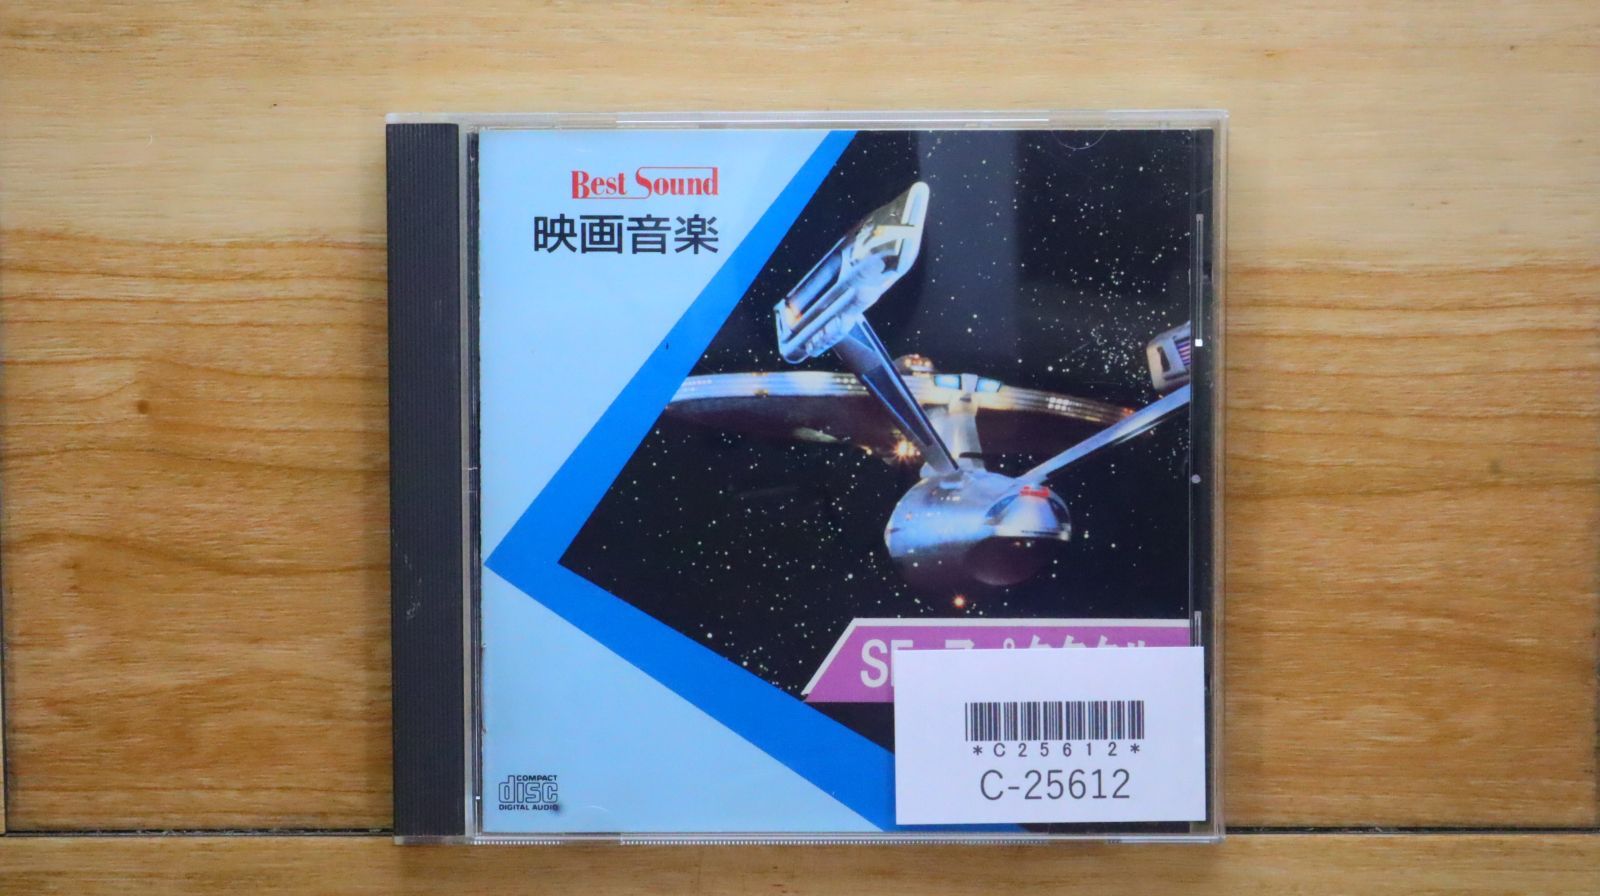 Best Sound
映画音楽
COMPACT
disc
DIGITAL AUDIO
*C25612*
C-25612